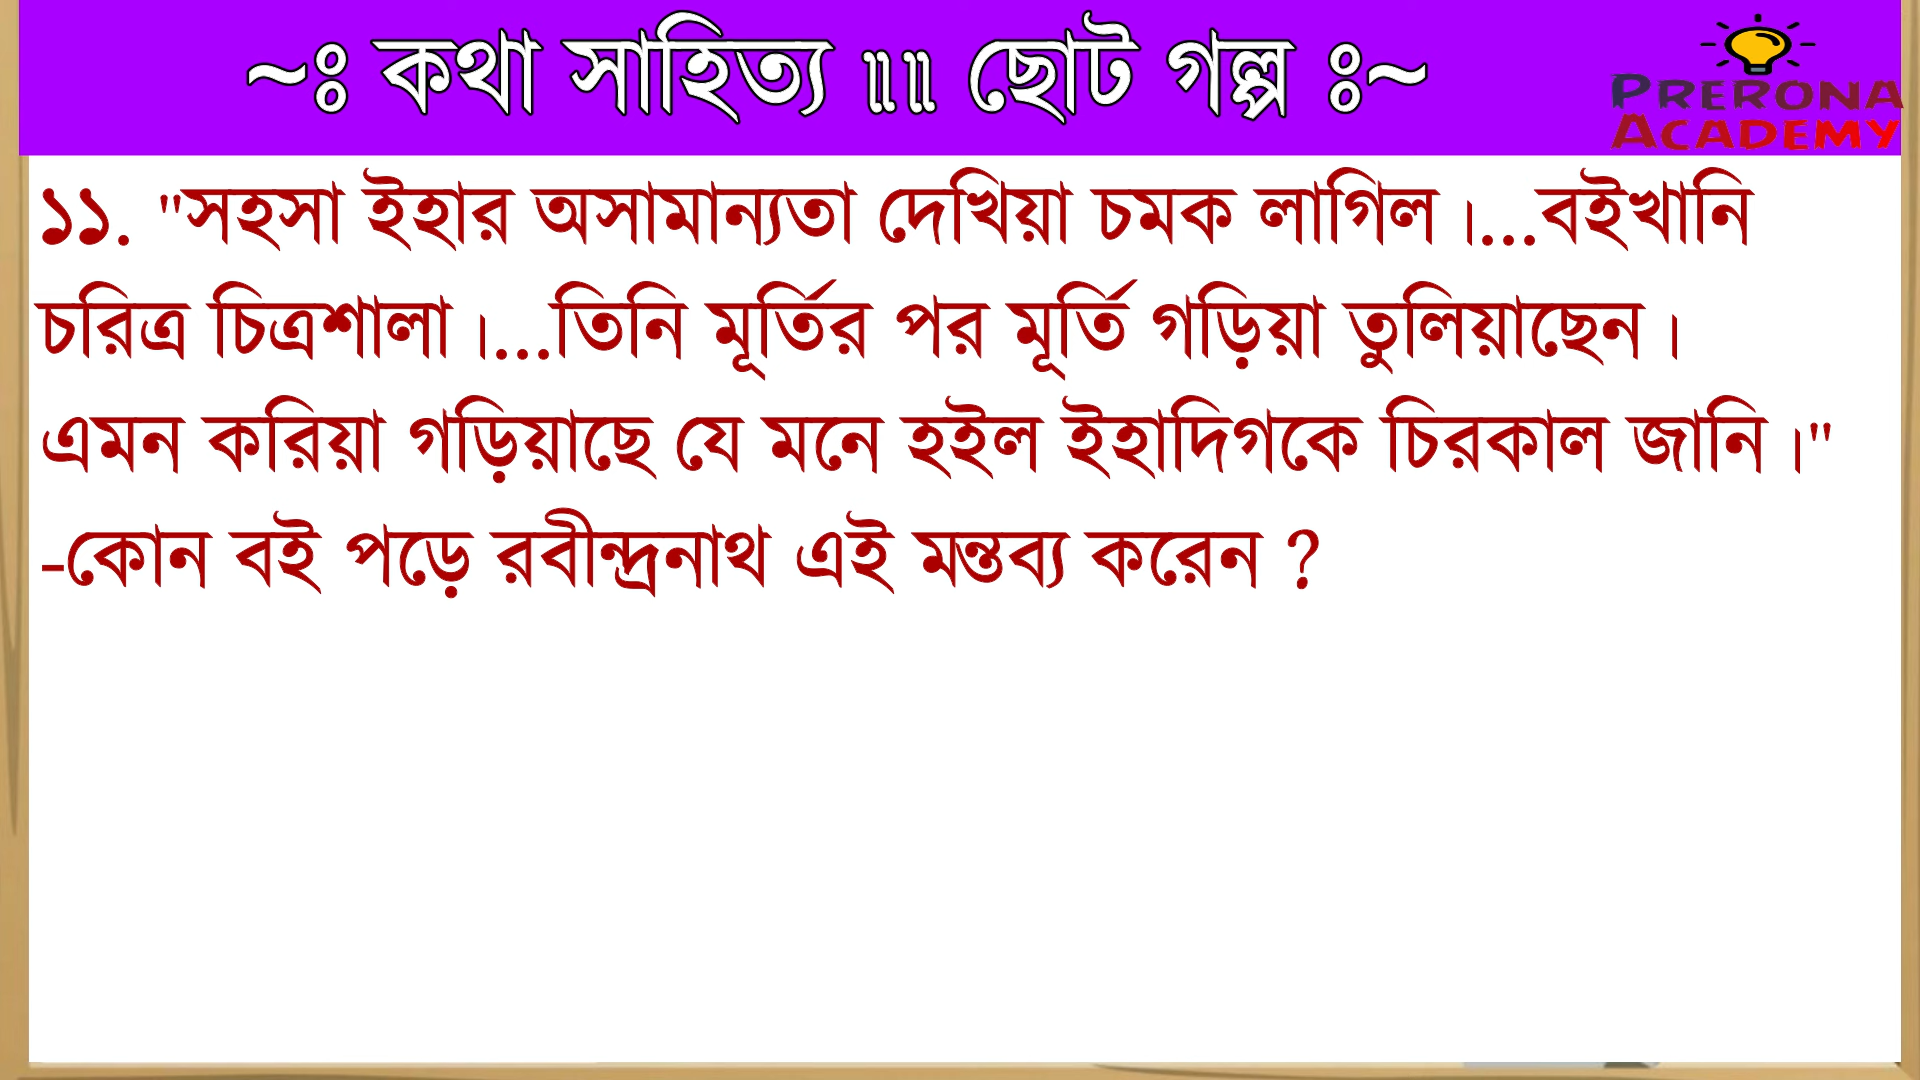 ~ঃ কথা সাহিত্য ॥॥ ছোট গল্প ঃ~
PRERONA
ACADEMY
১১. "সহসা ইহার অসামান্যতা দেখিয়া চমক লাগিল।...বইখানি
চরিত্র চিত্রশালা।...তিনি মূর্তির পর মূর্তি গড়িয়া তুলিয়াছেন।
এমন করিয়া গড়িয়াছে যে মনে হইল ইহাদিগকে চিরকাল জানি।"
-কোন বই পড়ে রবীন্দ্রনাথ এই মন্তব্য করেন ?